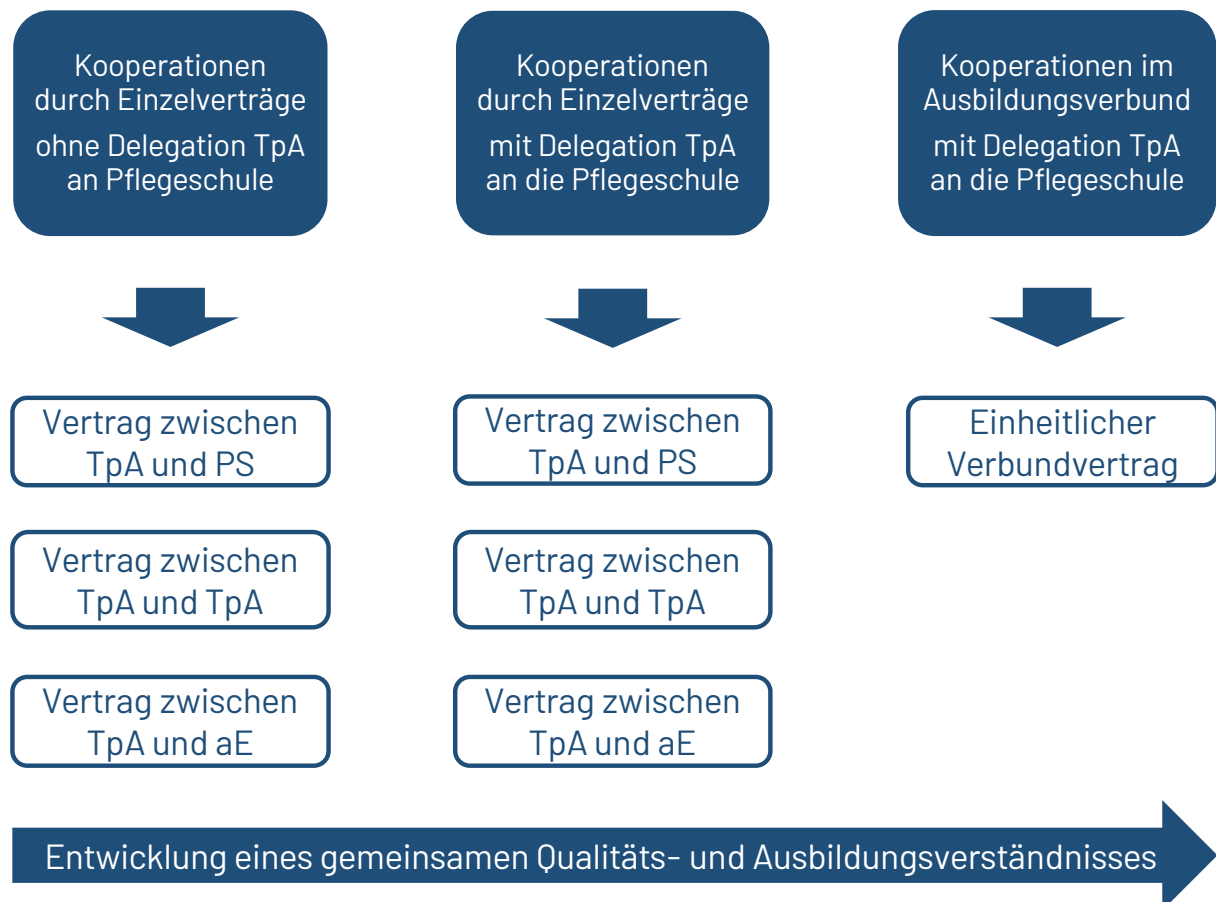 Kooperationen
durch Einzelverträge
ohne Delegation TpA
an Pflegeschule
Kooperationen
durch Einzelverträge
mit Delegation TpA
an die Pflegeschule
Kooperationen im
Ausbildungsverbund
mit Delegation TpA
an die Pflegeschule
Vertrag zwischen
TpA und PS
Vertrag zwischen
TpA und PS
Einheitlicher
Verbundvertrag
Vertrag zwischen
TpA und TpA
Vertrag zwischen
TpA und TpA
Vertrag zwischen
TpA und aE
Vertrag zwischen
TpA und aE
Entwicklung eines gemeinsamen Qualitäts- und Ausbildungsverständnisses